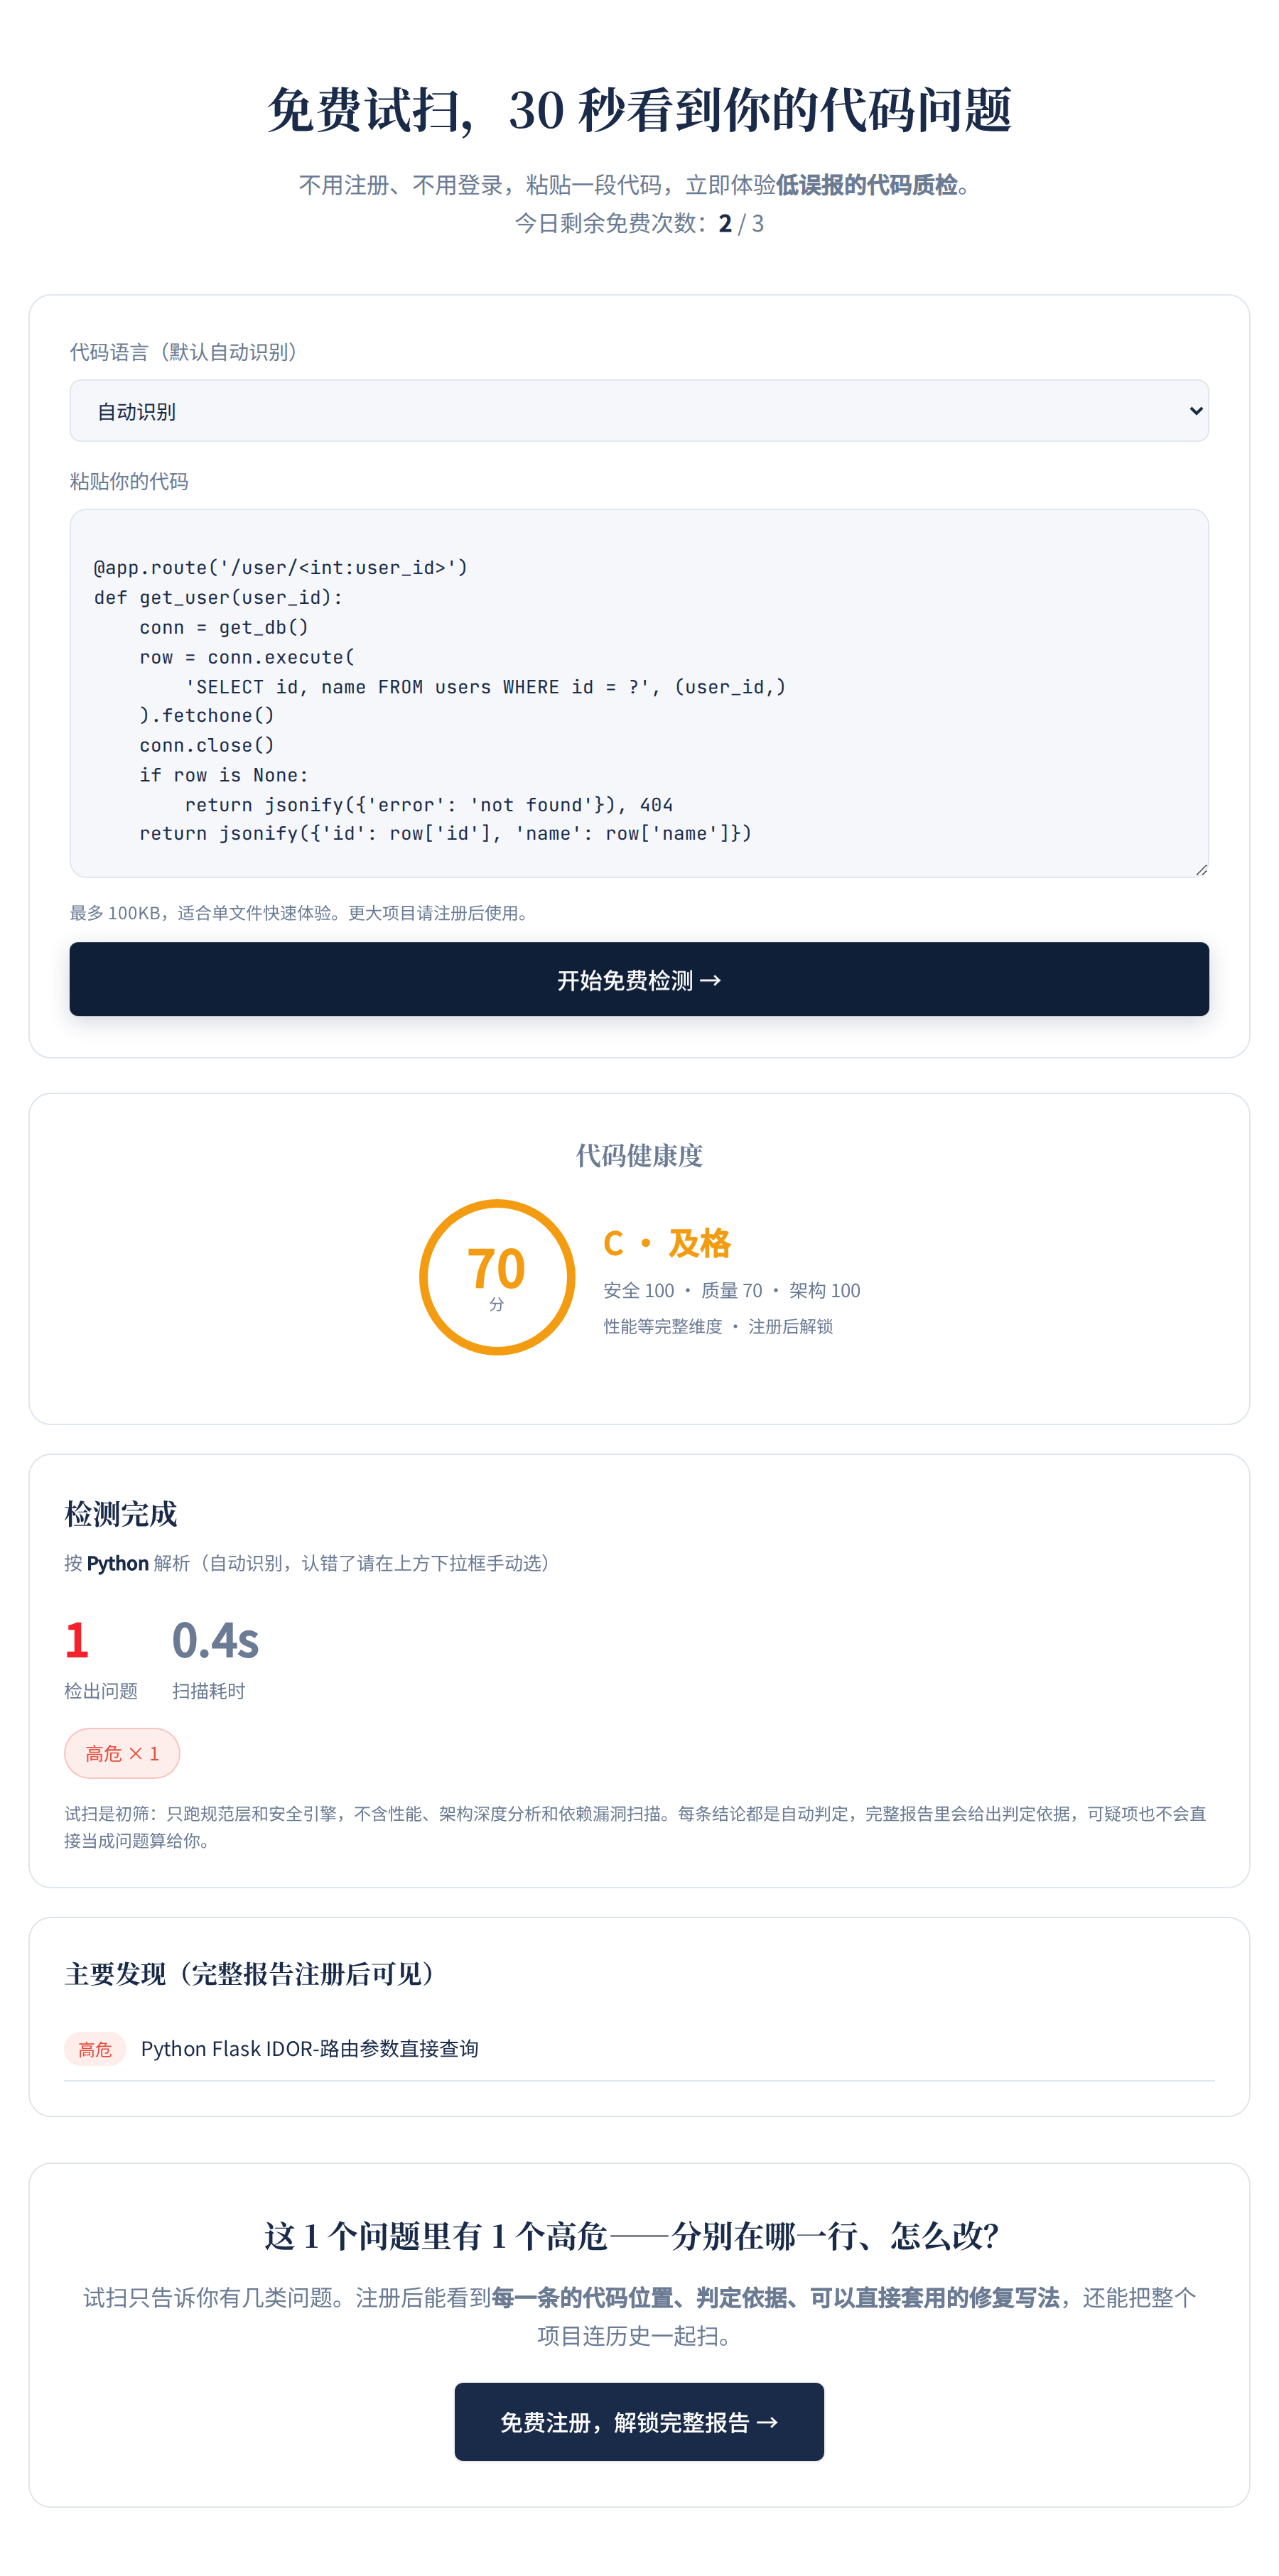 免费试扫，30 秒看到你的代码问题
不用注册、不用登录，粘贴一段代码，立即体验低误报的代码质检。
今日剩余免费次数：2 / 3
代码语言（默认自动识别）
自动识别
粘贴你的代码
@app.route('/user/<int:user_id>')
def get_user(user_id):
    conn = get_db()
    row = conn.execute(
        'SELECT id, name FROM users WHERE id = ?', (user_id,)
    ).fetchone()
    conn.close()
    if row is None:
        return jsonify({'error': 'not found'}), 404
    return jsonify({'id': row['id'], 'name': row['name']})
最多 100KB，适合单文件快速体验。更大项目请注册后使用。
开始免费检测 →
代码健康度
70
分
C · 及格
安全 100 · 质量 70 · 架构 100
性能等完整维度 · 注册后解锁
检测完成
按 Python 解析（自动识别，认错了请在上方下拉框手动选）
1 0.4s
检出问题 扫描耗时
高危 × 1
试扫是初筛：只跑规范层和安全引擎，不含性能、架构深度分析和依赖漏洞扫描。每条结论都是自动判定，完整报告里会给出判定依据，可疑项也不会直
接当成问题算给你。
主要发现（完整报告注册后可见）
高危 Python Flask IDOR-路由参数直接查询
这 1 个问题里有 1 个高危——分别在哪一行、怎么改？
试扫只告诉你有几类问题。注册后能看到每一条的代码位置、判定依据、可以直接套用的修复写法，还能把整个
项目连历史一起扫。
免费注册，解锁完整报告 →